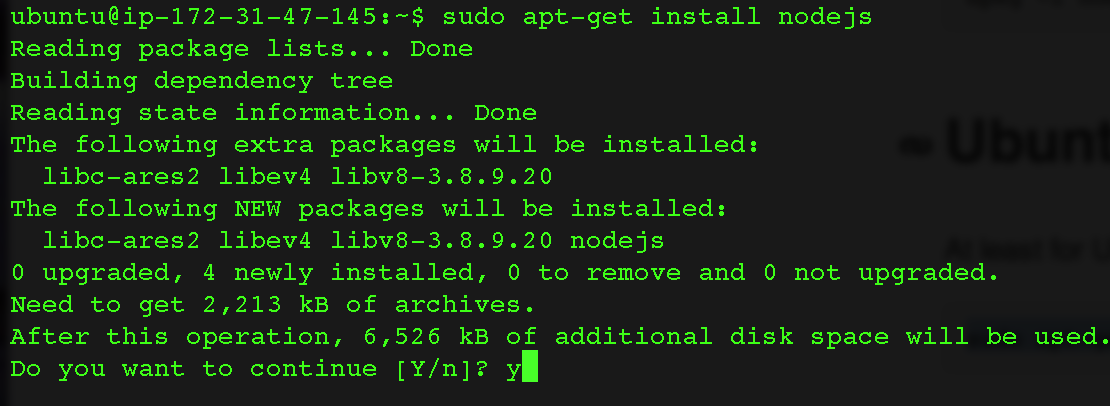 ubuntu@ip-172-31-47-145:~$ sudo apt-get install nodejs
Reading package lists... Done
Building dependency tree
Reading state information... Done
The following extra packages will be installed:
  libc-ares2 libev4 libv8-3.8.9.20
The following NEW packages will be installed:
  libc-ares2 libev4 libv8-3.8.9.20 nodejs
0 upgraded, 4 newly installed, 0 to remove and 0 not upgraded.
Need to get 2,213 kB of archives.
After this operation, 6,526 kB of additional disk space will be used.
Do you want to continue [Y/n]? y